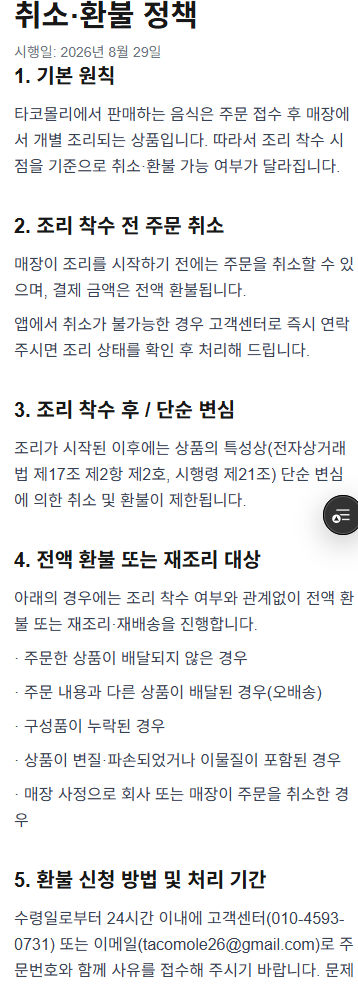 취소·환불 정책
시행일: 2026년 8월 29일
1. 기본 원칙
타코몰리에서 판매하는 음식은 주문 접수 후 매장에
서 개별 조리되는 상품입니다. 따라서 조리 착수 시
점을 기준으로 취소·환불 가능 여부가 달라집니다.
2. 조리 착수 전 주문 취소
매장이 조리를 시작하기 전에는 주문을 취소할 수 있
으며, 결제 금액은 전액 환불됩니다.
앱에서 취소가 불가능한 경우 고객센터로 즉시 연락
주시면 조리 상태를 확인 후 처리해 드립니다.
3. 조리 착수 후 / 단순 변심
조리가 시작된 이후에는 상품의 특성상(전자상거래
법 제17조 제2항 제2호, 시행령 제21조) 단순 변심
에 의한 취소 및 환불이 제한됩니다.
4. 전액 환불 또는 재조리 대상
아래의 경우에는 조리 착수 여부와 관계없이 전액 환
불 또는 재조리·재배송을 진행합니다.
· 주문한 상품이 배달되지 않은 경우
· 주문 내용과 다른 상품이 배달된 경우(오배송)
· 구성품이 누락된 경우
· 상품이 변질·파손되었거나 이물질이 포함된 경우
· 매장 사정으로 회사 또는 매장이 주문을 취소한 경
우
5. 환불 신청 방법 및 처리 기간
수령일로부터 24시간 이내에 고객센터(010-4593-
0731) 또는 이메일(tacomole26@gmail.com)로 주
문번호와 함께 사유를 접수해 주시기 바랍니다. 문제